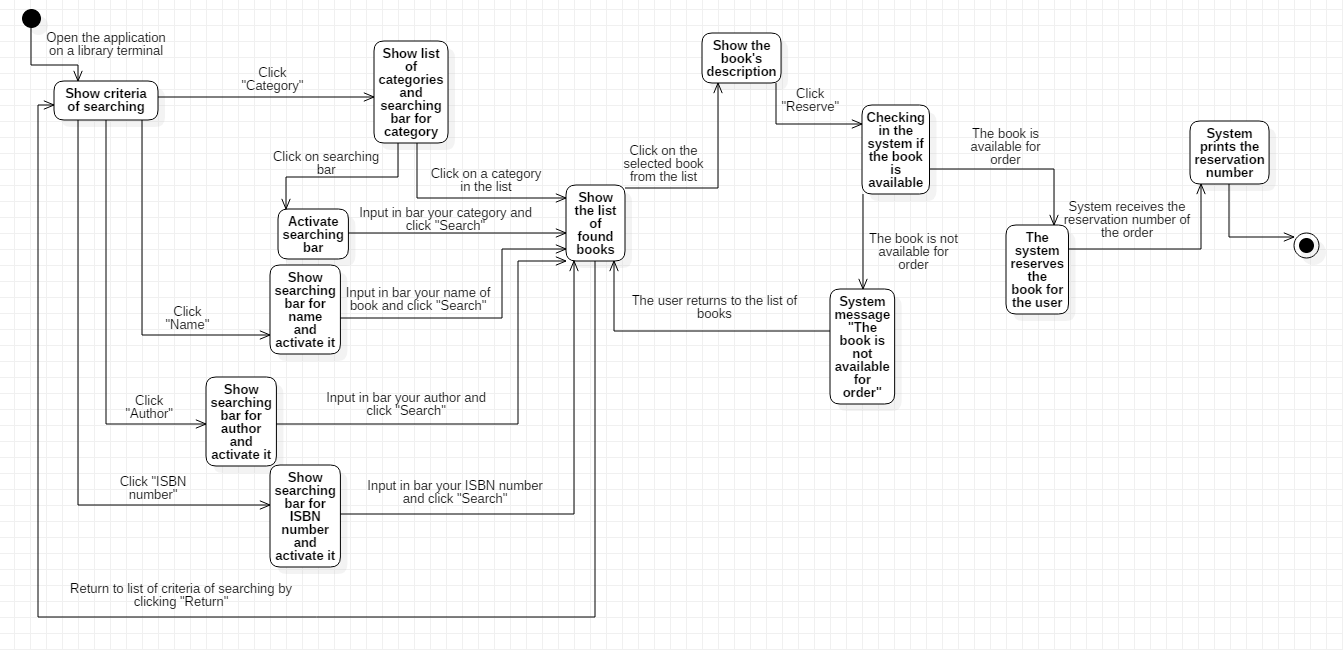 Open the application
on a library terminal
Show criteria
of searching
Click
"Category"
Show list
of
categories
and
searching
bar for
category
Click on searching
bar
Click on a category
in the list
Activate
searching
bar
Input in bar your category and
click "Search"
Show
the list
of
found
books
Click on the
selected book
from the list
Show the
book's
description
Click
"Reserve"
Checking
in the
system if
the book
is
available
The book is
available for
order
System
prints the
reservation
number
System receives the
reservation number of
the order
The
system
reserves
the
book for
the user
The book is not
available for
order
System
message
"The
book is
not
available
for
order"
The user returns to the list of
books
Click
"Name"
Show
searching
bar for
name
and
activate it
Input in bar your name of
book and click "Search"
Click
"Author"
Show
searching
bar for
author
and
activate it
Input in bar your author and
click "Search"
Click "ISBN
number"
Show
searching
bar for
ISBN
number
and
activate it
Input in bar your ISBN number
and click "Search"
Return to list of criteria of searching by
clicking "Return"